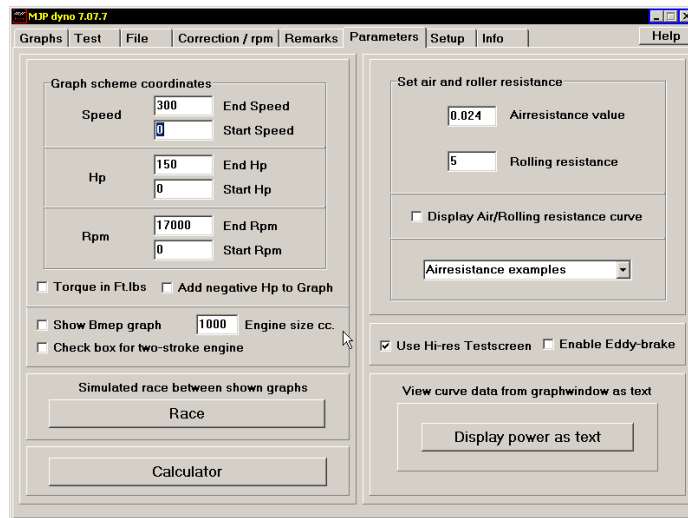 MJP dyno 7.07.7
Graphs Test File Correction / rpm Remarks Parameters Setup Info Help
Graph scheme coordinates
Speed
300 End Speed
0 Start Speed
Hp
150 End Hp
0 Start Hp
Rpm
17000 End Rpm
0 Start Rpm
Torque in Ft.lbs Add negative Hp to Graph
Show Bmep graph 1000 Engine size cc.
Check box for two-stroke engine
Simulated race between shown graphs
Race
Calculator
Set air and roller resistance
0.024 Airresistance value
5 Rolling resistance
Display Air/Rolling resistance curve
Airresistance examples
Use Hi-res Testscreen Enable Eddy-brake
View curve data from graphwindow as text
Display power as text